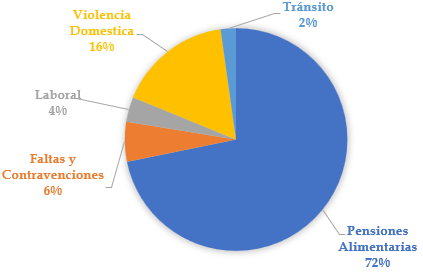 Tránsito
2%
Violencia
Domestica
16%
Laboral
4%
Faltas y
Contravenciones
6%
Pensiones
Alimentarias
72%